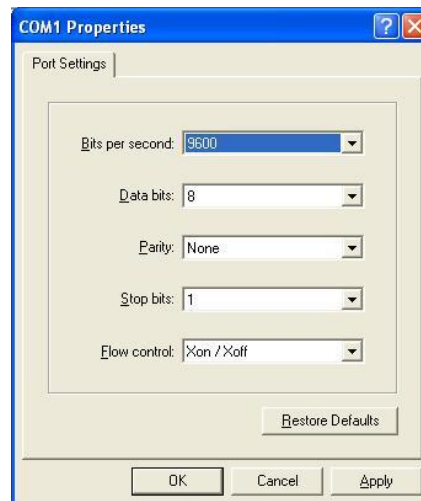 COM1 Properties
Port Settings
Bits per second: 9600
Data bits: 8
Parity: None
Stop bits: 1
Flow control: Xon / Xoff
Restore Defaults
OK Cancel Apply